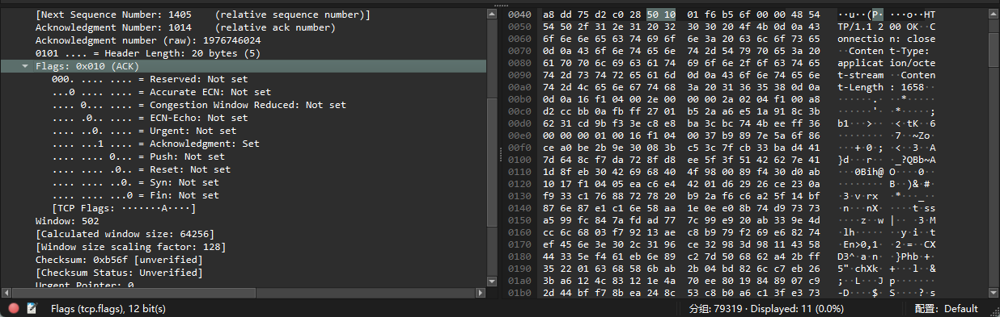 [Next Sequence Number: 1405    (relative sequence number)]
Acknowledgment Number: 1014    (relative ack number)
Acknowledgment number (raw): 1976746024
0101 .... = Header Length: 20 bytes (5)
Flags: 0x010 (ACK)
000. .... .... = Reserved: Not set
...0 .... .... = Accurate ECN: Not set
.... 0... .... = Congestion Window Reduced: Not set
.... .0.. .... = ECN-Echo: Not set
.... ..0. .... = Urgent: Not set
.... ...1 .... = Acknowledgment: Set
.... .... 0... = Push: Not set
.... .... .0.. = Reset: Not set
.... .... ..0. = Syn: Not set
.... .... ...0 = Fin: Not set
[TCP Flags: ·······A····]
Window: 502
[Calculated window size: 64256]
[Window size scaling factor: 128]
Checksum: 0xb56f [unverified]
[Checksum Status: Unverified]
Urgent Pointer: 0
0040 a8 dd 75 d2 c0 28 50 10 01 f6 b5 6f 00 00 48 54 ··u··(P· ···o··HT
0050 54 50 2f 31 2e 31 20 32 30 30 20 4f 4b 0d 0a 43 TP/1.1 2 00 OK··C
0060 6f 6e 6e 65 63 74 69 6f 6e 3a 20 63 6c 6f 73 65 onnectio n: close
0070 0d 0a 43 6f 6e 74 65 6e 74 2d 54 79 70 65 3a 20 ··Conten t-Type:
0080 61 70 70 6c 69 63 61 74 69 6f 6e 2f 6f 63 74 65 applicat ion/octe
0090 74 2d 73 74 72 65 61 6d 0d 0a 43 6f 6e 74 65 6e t-stream ··Conten
00a0 74 2d 4c 65 6e 67 74 68 3a 20 31 36 35 38 0d 0a t-Length : 1658··
00b0 0d 0a 16 f1 04 00 2e 00 00 00 00 2a 02 04 f1 00 a8
00c0 d2 cc bb 0a fb ff 27 01 b5 2a a6 e5 1a 91 8c 3b
00d0 62 31 cd 9b f3 3e c8 e8 ba 3c bc 74 4b ee ff 36
00e0 00 00 00 00 01 00 16 f1 04 00 37 b9 89 7e 5a 6f 86
00f0 ce a0 be 2b 9e 30 08 3b c5 3c 7f cb 33 ba d4 41
0100 7d 64 8c f7 da 72 8f d8 ee 5f 3f 51 42 62 7e 41
0110 1d 8f eb 30 42 69 68 40 4f 98 00 89 f4 30 d0 ab
0120 10 17 f1 04 05 ea c6 e4 42 01 d6 29 26 ce 23 0a
0130 f9 33 c1 76 88 72 78 20 b9 2a f6 c6 a2 5f 14 bf
0140 87 6e 87 e1 c1 6e 58 aa 1e 0e e0 8b 74 d9 73 73
0150 a5 99 fc 84 7a fd ad 77 7c 99 e9 20 ab 33 9e 4d
0160 cc 6c 68 03 f7 92 13 ae c8 b9 79 f2 69 e6 82 74
0170 ef 45 6e 3e 30 2c 31 96 ce 32 98 3d 98 11 43 58
0180 44 33 5e f4 61 eb 6e 89 c2 7d 50 68 62 a4 2b ff
0190 35 22 01 63 68 58 6b ab 2b 04 bd 82 6c c7 eb 26
01a0 3b a6 12 4c 83 12 1e 4a 70 ee 80 19 84 89 07 c9
01b0 2d 44 bf f7 8b ea 24 8c 53 c8 b0 a6 c1 3f e3 73
Flags (tcp.flags), 12 bit(s)
分组: 79319 · Displayed: 11 (0.0%)
配置: Default